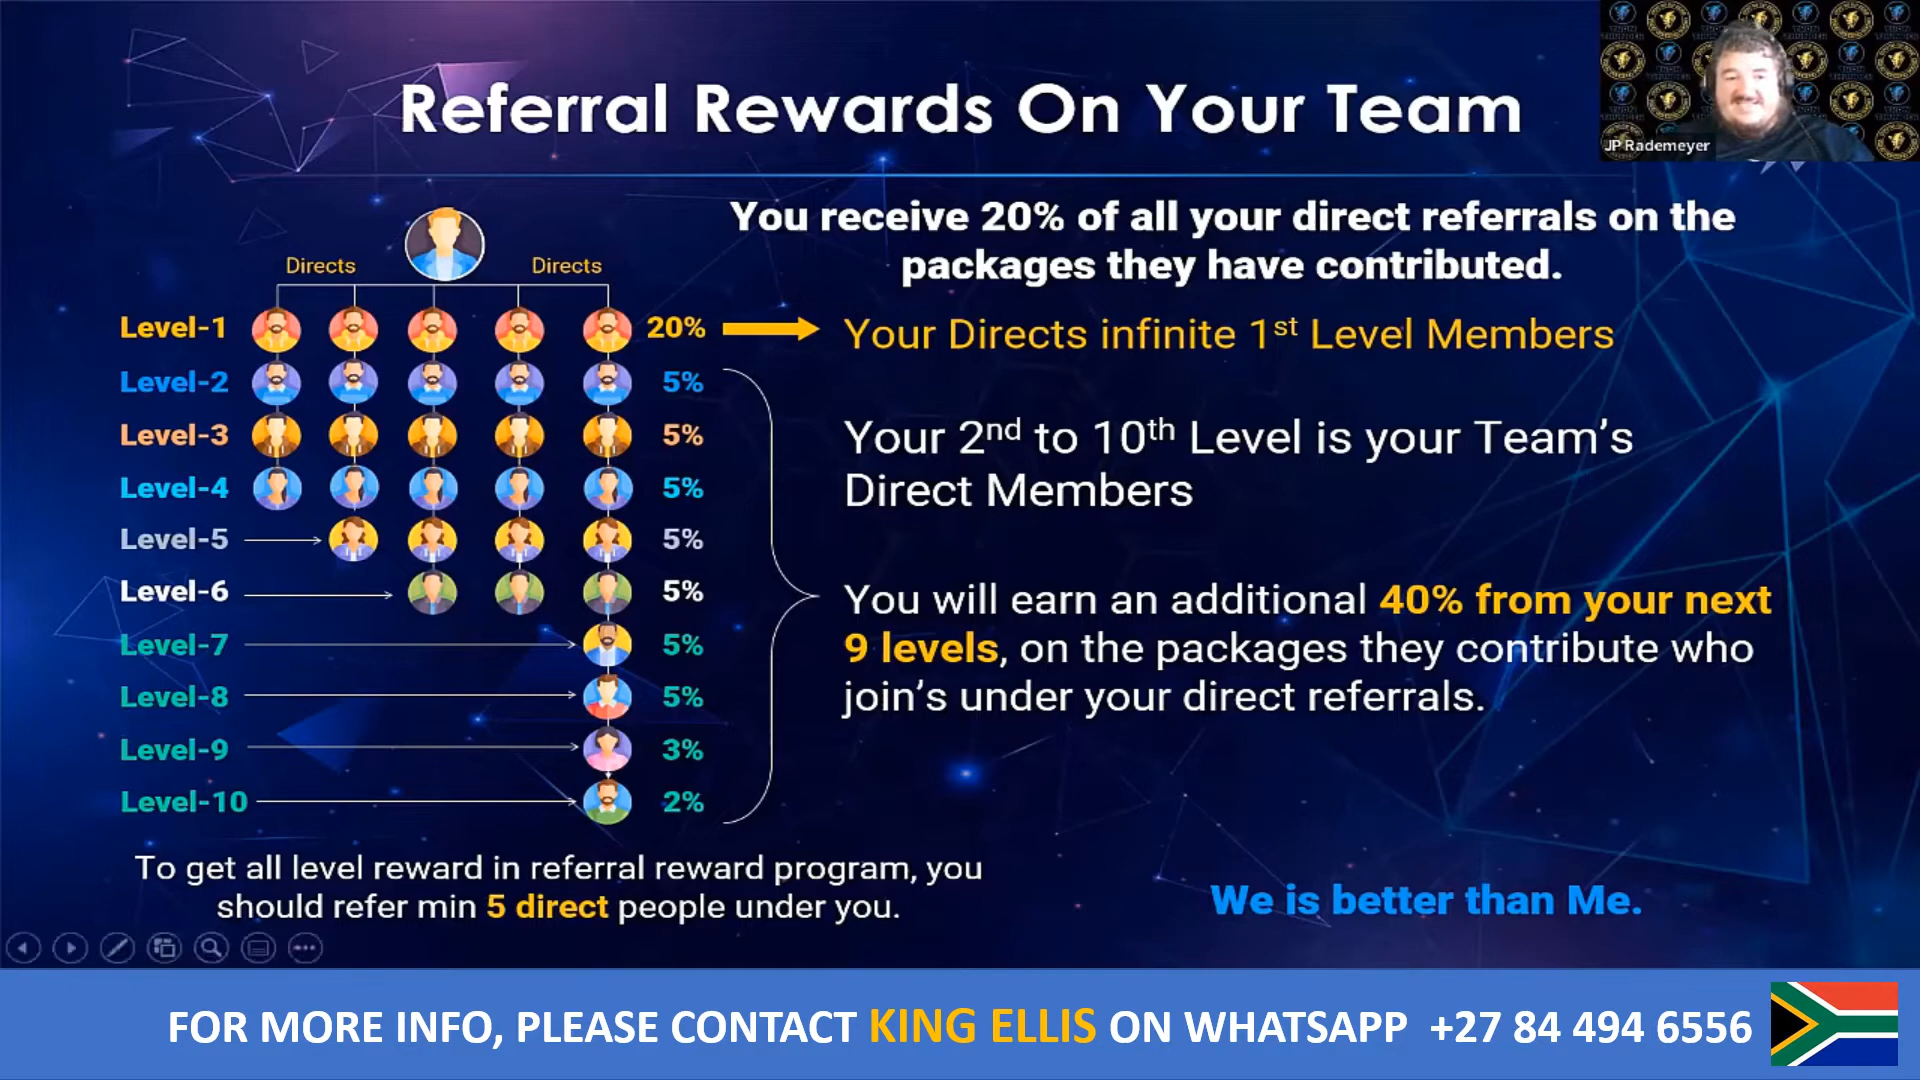 Referral Rewards On Your Team
JP Rademeyer
You receive 20% of all your direct referrals on the
packages they have contributed.
Directs
Directs
Level-1 20%
Your Directs infinite 1st Level Members
Level-2 5%
Level-3 5%
Level-4 5%
Level-5 5%
Level-6 5%
Level-7 5%
Level-8 5%
Level-9 3%
Level-10 2%
Your 2nd to 10th Level is your Team's
Direct Members
You will earn an additional 40% from your next
9 levels, on the packages they contribute who
join's under your direct referrals.
To get all level reward in referral reward program, you
should refer min 5 direct people under you.
We is better than Me.
FOR MORE INFO, PLEASE CONTACT KING ELLIS ON WHATSAPP +27 84 494 6556